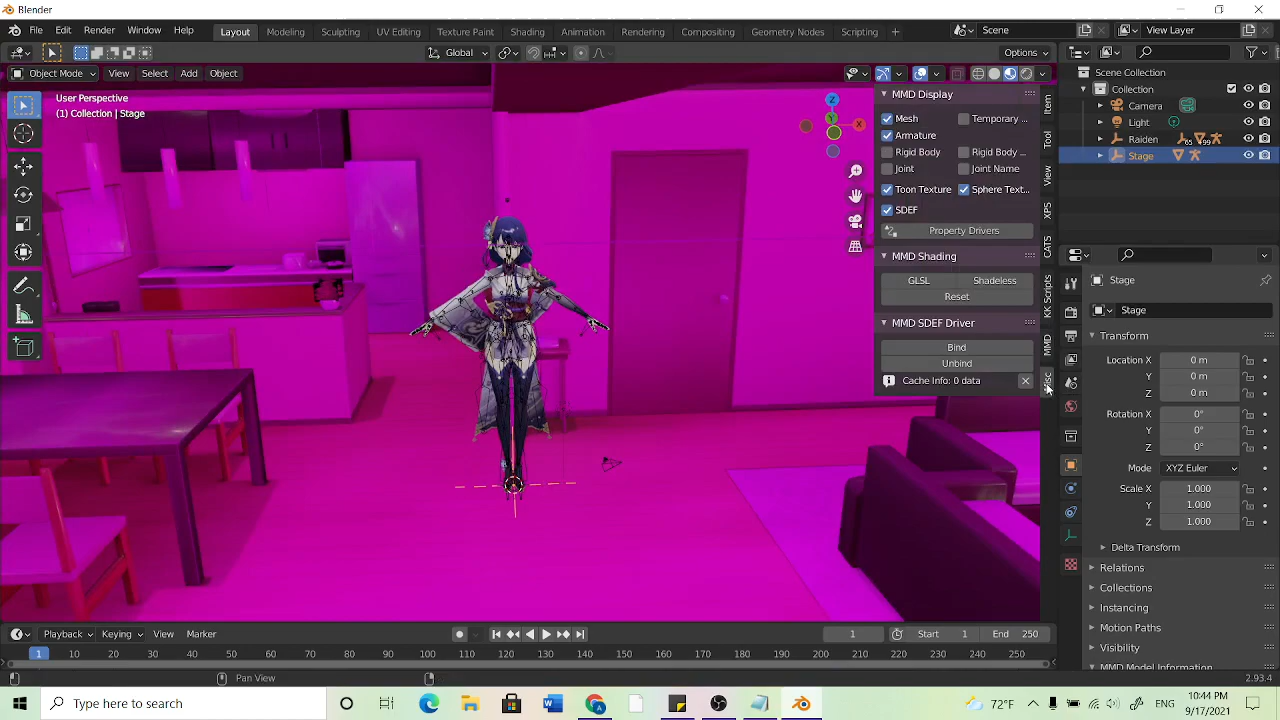 Blender
File Edit Render Window Help Layout Modeling Sculpting UV Editing Texture Paint Shading Animation Rendering Compositing Geometry Nodes Scripting + Scene View Layer
Global Options
Object Mode View Select Add Object
User Perspective
(1) Collection | Stage
Z
Y
X
MMD Display
Mesh Temporary ...
Armature
Rigid Body Rigid Body ...
Joint Joint Name
Toon Texture Sphere Text...
SDEF
Property Drivers
MMD Shading
GLSL Shadeless
Reset
MMD SDEF Driver
Bind
Unbind
Cache Info: 0 data
Item
Tool
View
XPS
CATS
KK Scripts
MMD
Misc
Scene Collection
Collection
Camera
Light
Raiden 65 99
Stage
Stage
Stage
Transform
Location X 0 m
Y 0 m
Z 0 m
Rotation X 0°
Y 0°
Z 0°
Mode XYZ Euler
Scale X 1.000
Y 1.000
Z 1.000
Delta Transform
Relations
Collections
Instancing
Motion Paths
Visibility
MMD Model Information
Playback Keying View Marker 1 Start 1 End 250
1 10 20 30 40 50 60 70 80 90 100 110 120 130 140 150 160 170 180 190 200 210 220 230 240 250
Pan View 2.93.4
Type here to search
72°F
10:44 PM
9/17/2021